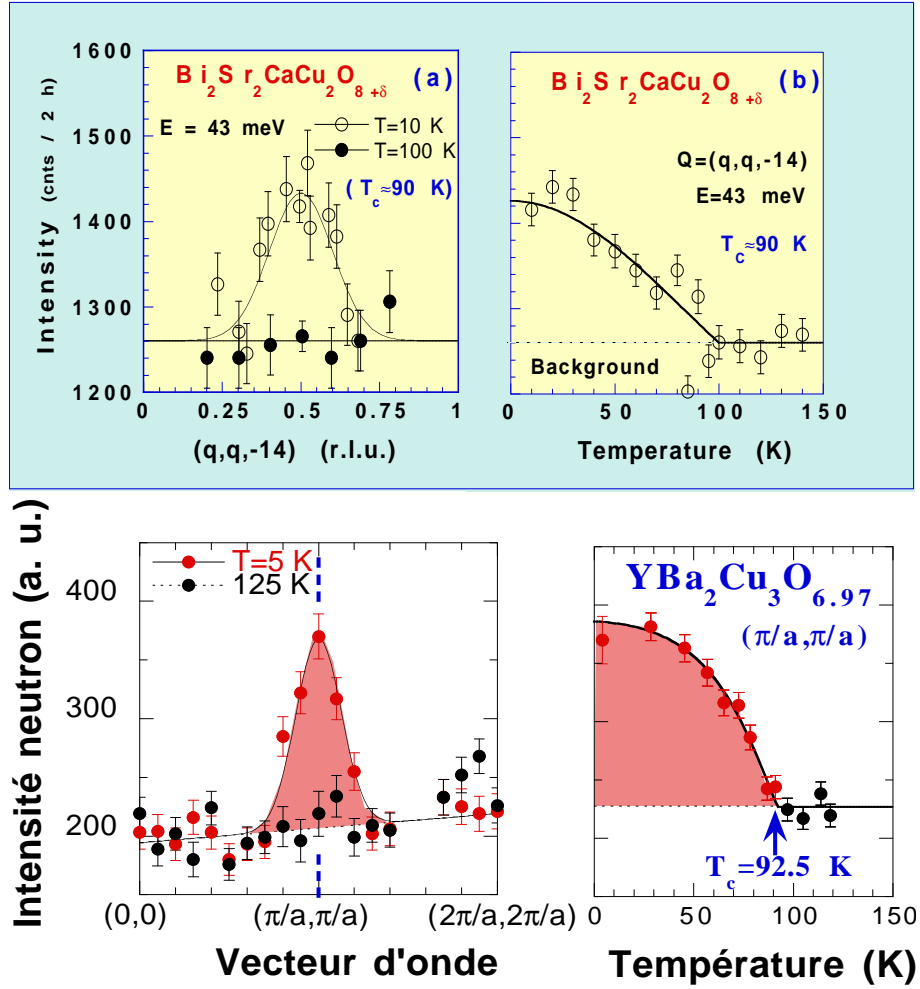 1600
1500
1400
1300
1200
Intensity (cnts / 2 h)
Bi2Sr2CaCu2O8+δ (a)
E = 43 meV
T=10 K
T=100 K
(Tc≈90 K)
0 0.25 0.5 0.75 1
(q,q,-14) (r.l.u.)
Bi2Sr2CaCu2O8+δ (b)
Q=(q,q,-14)
E=43 meV
TC≈90 K
Background
0 50 100 150
Temperature (K)
Intensité neutron (a. u.)
400
300
200
T=5 K
125 K
(0,0) (π/a,π/a) (2π/a,2π/a)
Vecteur d'onde
YBa2Cu3O6.97
(π/a,π/a)
Tc=92.5 K
0 50 100 150
Température (K)